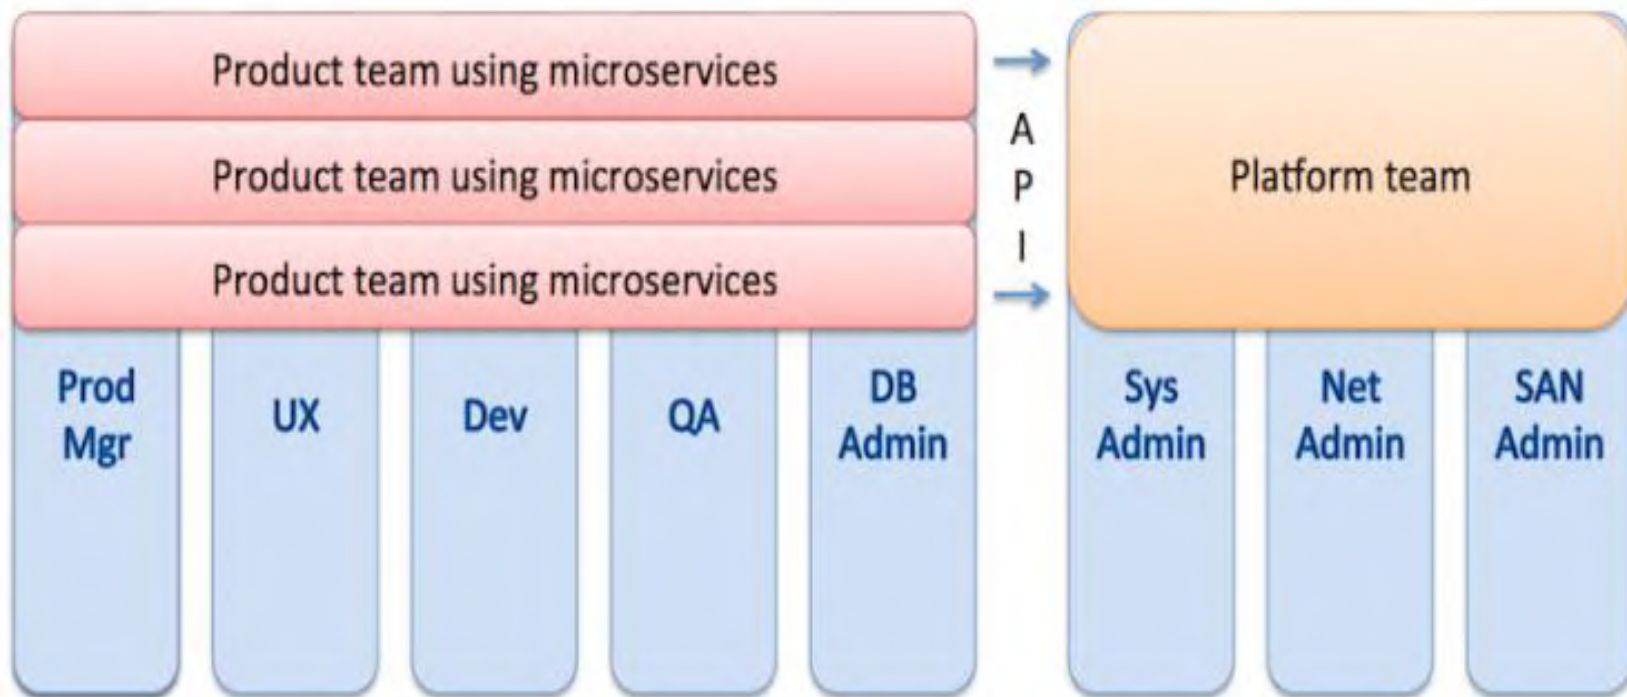 Product team using microservices
Product team using microservices
Product team using microservices
A
P
I
Platform team
Prod
Mgr
UX
Dev
QA
DB
Admin
Sys
Admin
Net
Admin
SAN
Admin